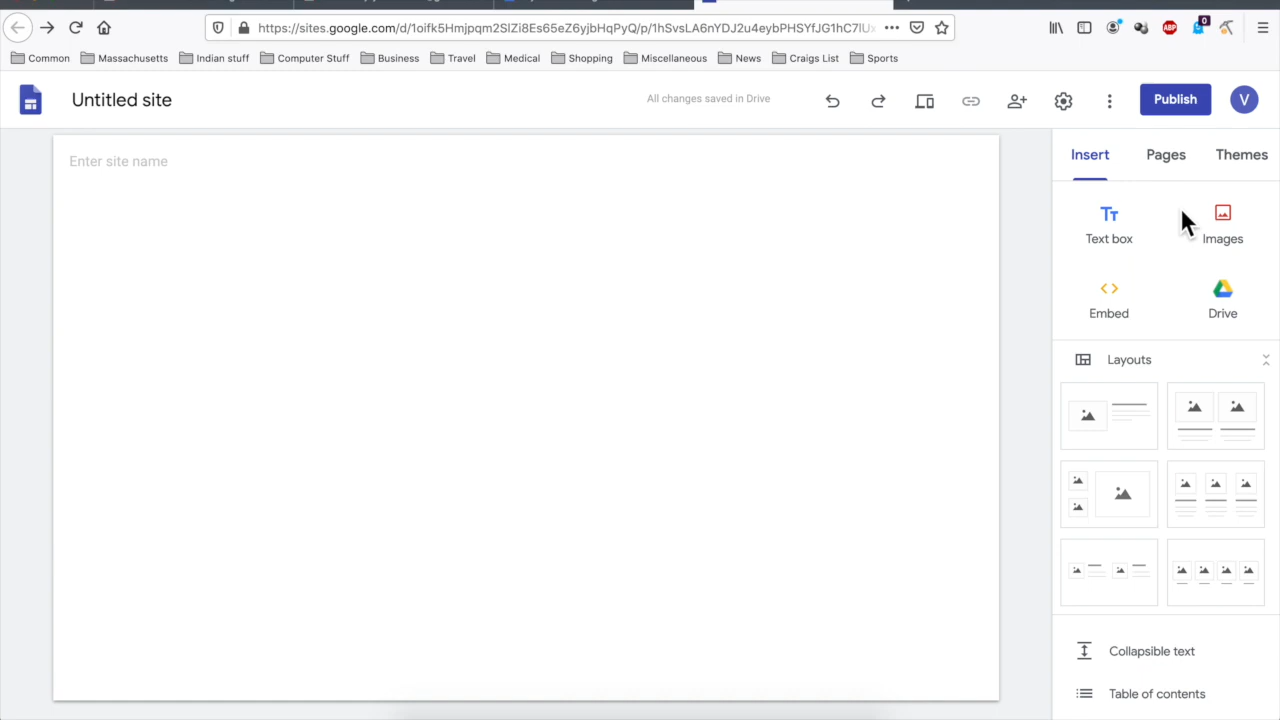 https://sites.google.com/d/1oifk5Hmjpqm2SlZi8Es65eZ6yjbHqPyQ/p/1hSvsLA6nYDJ2u4eybPHSYfJG1hC7lUx
ABP
0
Common Massachusetts Indian stuff Computer Stuff Business Travel Medical Shopping Miscellaneous News Craigs List Sports
Untitled site
All changes saved in Drive
Publish
V
Enter site name
Insert Pages Themes
Text box
Images
Embed
Drive
Layouts
Collapsible text
Table of contents